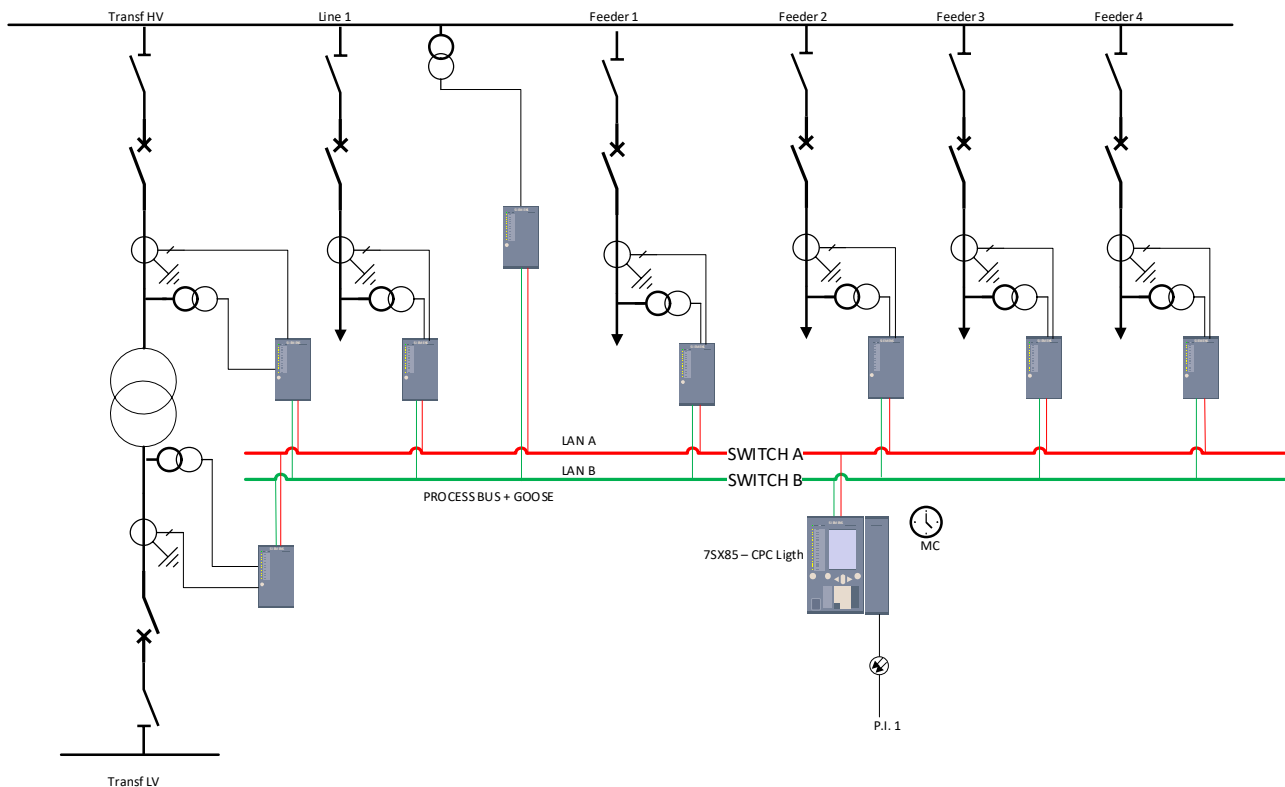 Transf HV
Line 1
Feeder 1
Feeder 2
Feeder 3
Feeder 4
LAN A
SWITCH A
LAN B
SWITCH B
PROCESS BUS + GOOSE
7SX85 – CPC Ligth
MC
P.I. 1
Transf LV